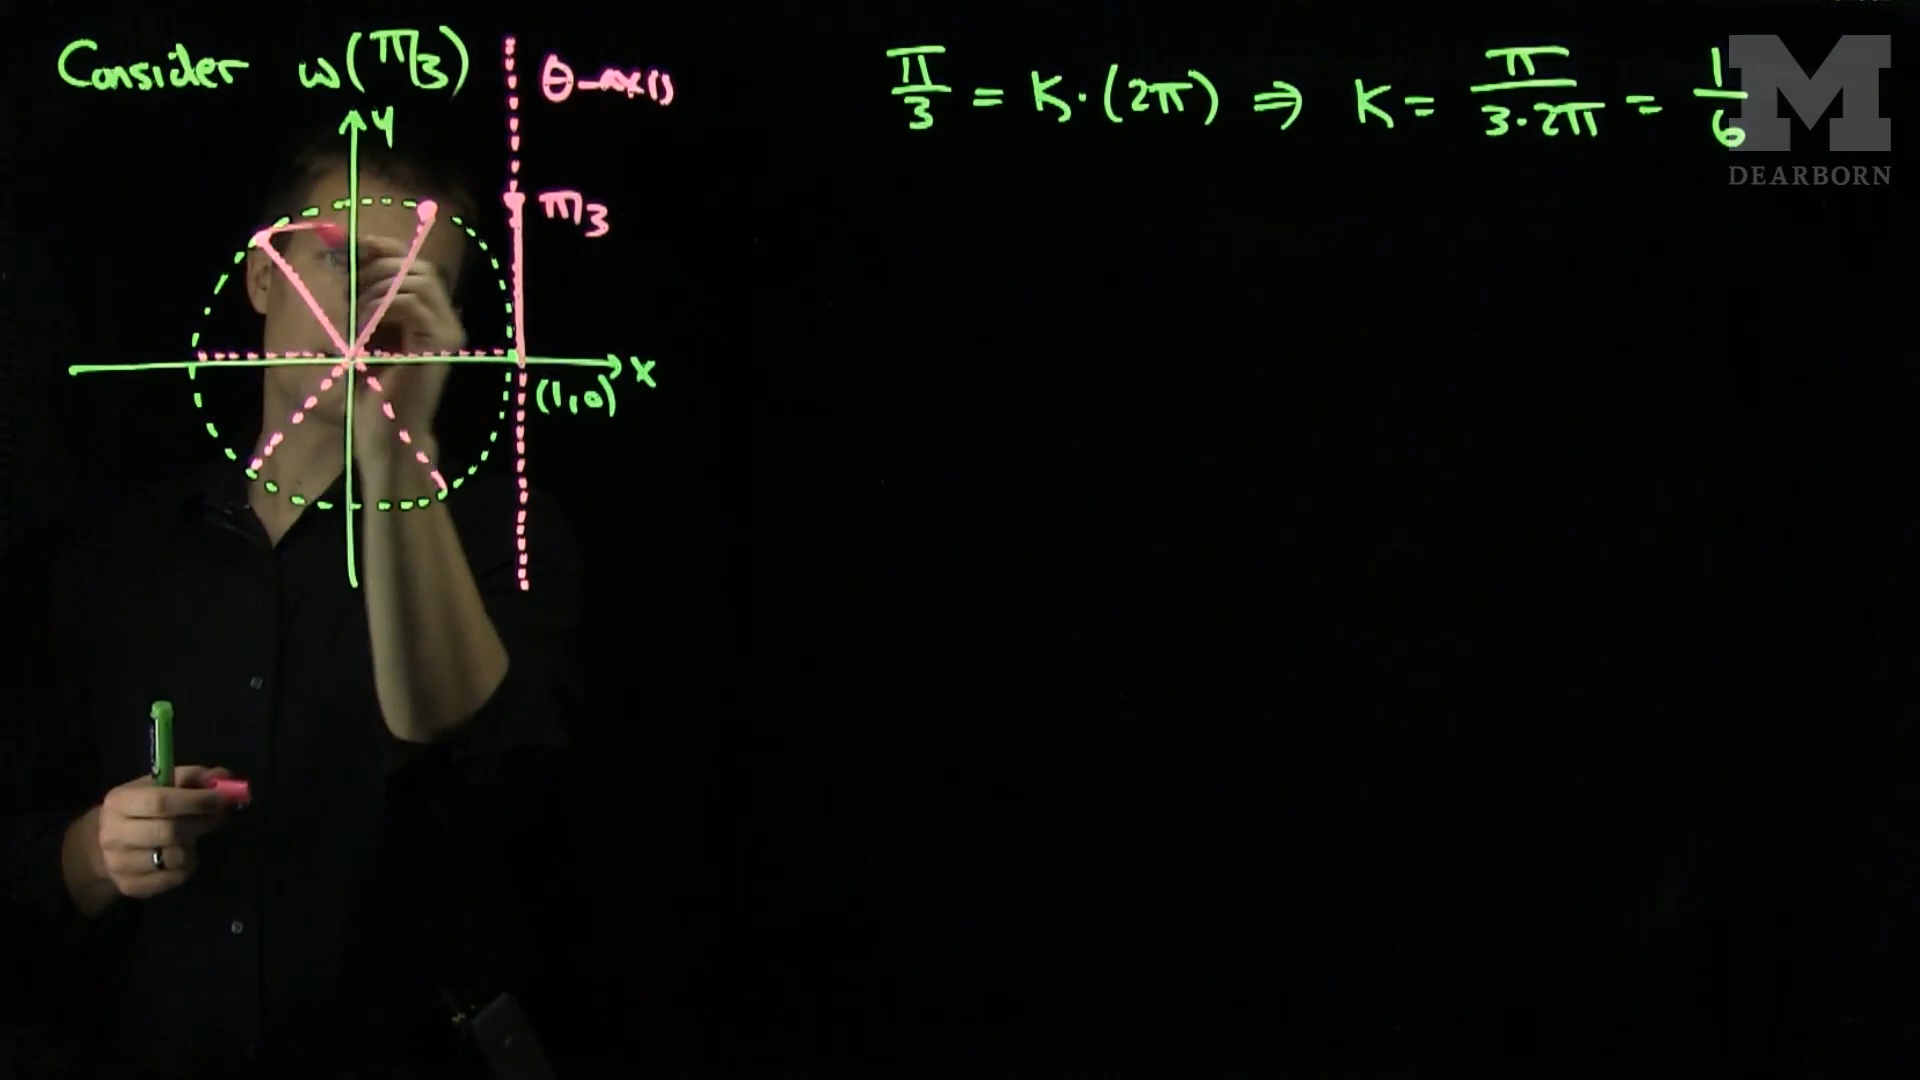 Consider w(π/3)
θ-axis
π/3 = K·(2π) ⇒ K = π/(3·2π) = 1/6
M
DEARBORN
y
π/3
x
(1,0)